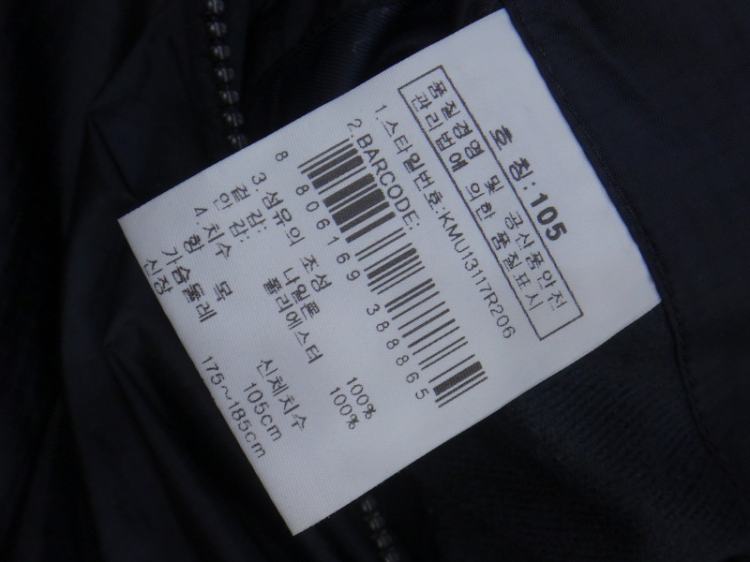 호 칭: 105
품질경영 및 공산품안전
관리법에 의한 품질표시
1.스타일번호:KMU13117R206
2.BARCODE:
8 806169 388865
3.섬유의 조성
겉 감: 나일론 100%
안 감: 폴리에스터 100%
4.치수
항 목 신체치수
가슴둘레 105cm
신장 175~185cm